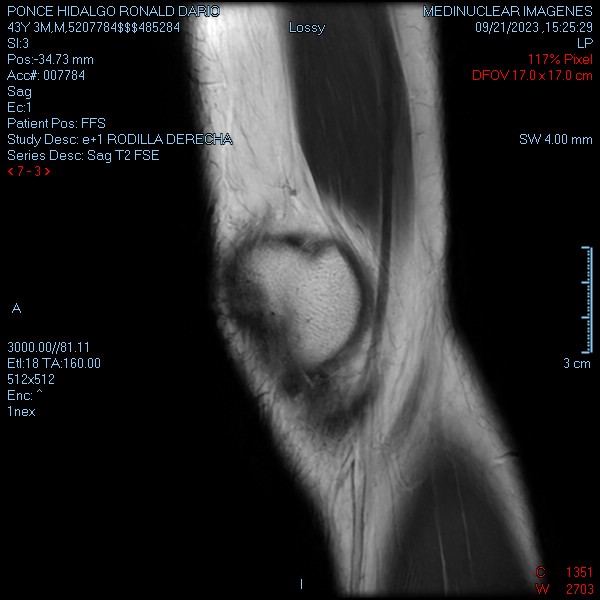 PONCE HIDALGO RONALD DARIO
43Y 3M,M,5207784$$$485284
Sl:3
Pos:-34.73 mm
Acc#: 007784
Sag
Ec:1
Patient Pos: FFS
Study Desc: e+1 RODILLA DERECHA
Series Desc: Sag T2 FSE
< 7 - 3 >
Lossy
MEDINUCLEAR IMAGENES
09/21/2023 ,15:25:29
LP
117% Pixel
DFOV 17.0 x 17.0 cm
SW 4.00 mm
A
3000.00//81.11
Etl:18 TA:160.00
512x512
Enc: ^
1nex
3 cm
I
C 1351
W 2703